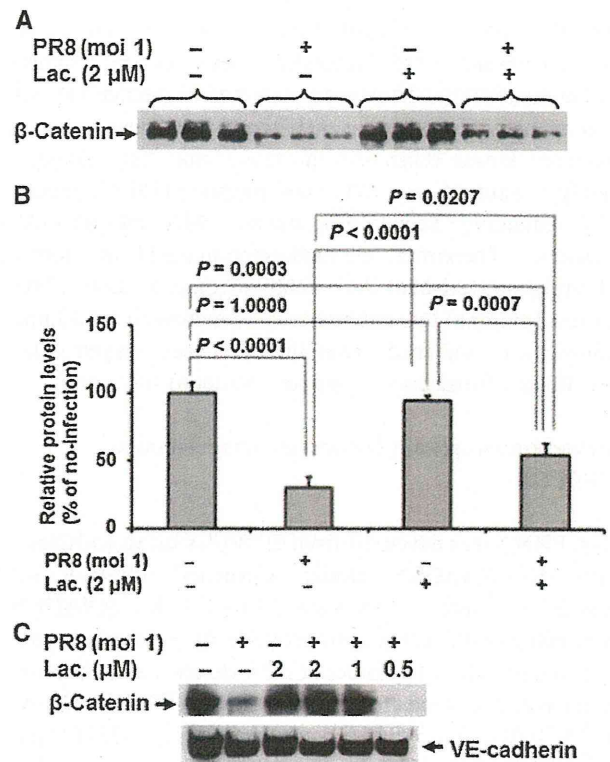 A
PR8 (moi 1) – + – +
Lac. (2 µM) – – + +
β-Catenin
B
P = 0.0207
P < 0.0001
P = 0.0003
P = 1.0000
P = 0.0007
P < 0.0001
150
100
50
0
Relative protein levels
(% of no-infection)
PR8 (moi 1) – + – +
Lac. (2 µM) – – + +
C
PR8 (moi 1) – + – + + +
Lac. (µM) – – 2 2 1 0.5
β-Catenin
VE-cadherin